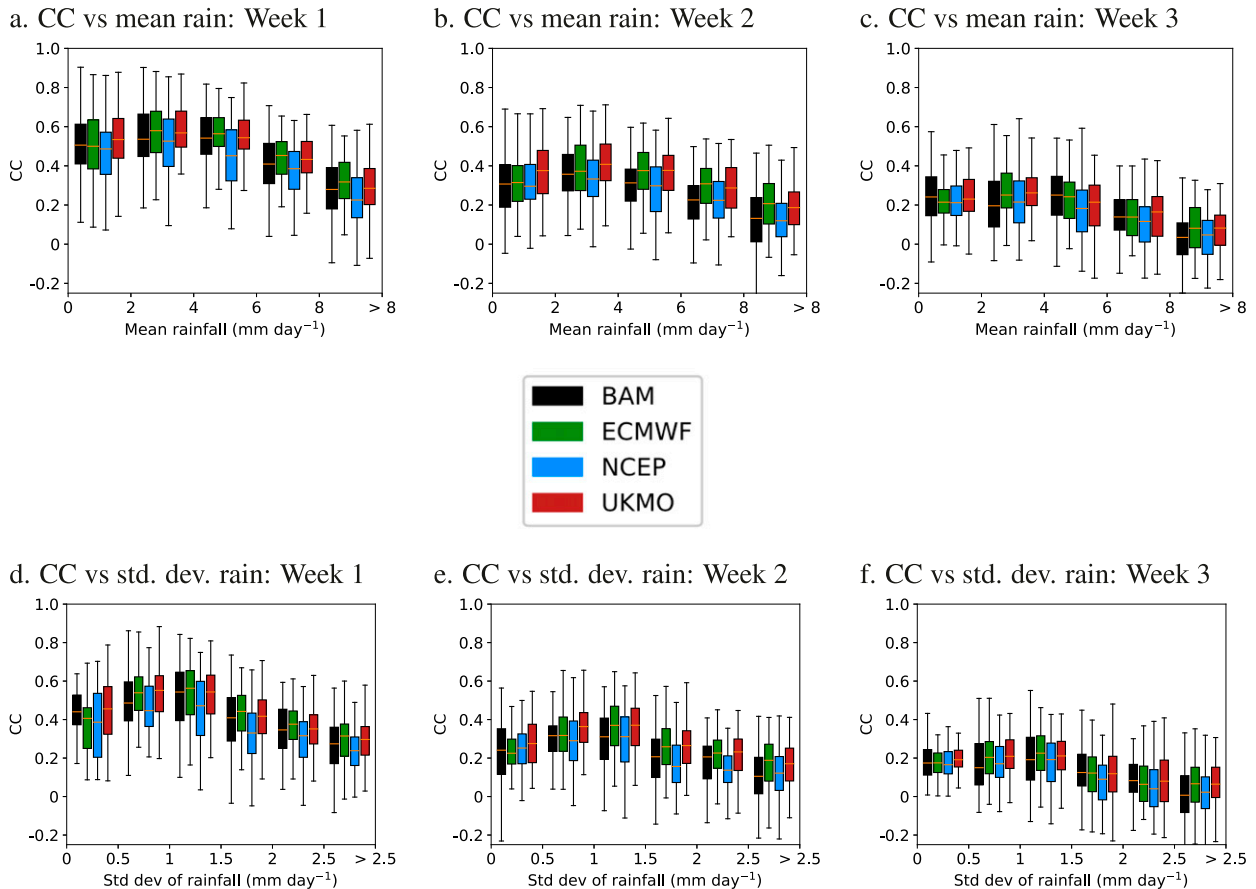 a. CC vs mean rain: Week 1
b. CC vs mean rain: Week 2
c. CC vs mean rain: Week 3
1.0
0.8
0.6
0.4
0.2
0
-0.2
CC
0 2 4 6 8 > 8
Mean rainfall (mm day⁻¹)
1.0
0.8
0.6
0.4
0.2
0
-0.2
CC
0 2 4 6 8 > 8
Mean rainfall (mm day⁻¹)
1.0
0.8
0.6
0.4
0.2
0
-0.2
CC
0 2 4 6 8 > 8
Mean rainfall (mm day⁻¹)
BAM
ECMWF
NCEP
UKMO
d. CC vs std. dev. rain: Week 1
e. CC vs std. dev. rain: Week 2
f. CC vs std. dev. rain: Week 3
1.0
0.8
0.6
0.4
0.2
0
-0.2
CC
0 0.5 1 1.5 2 2.5 > 2.5
Std dev of rainfall (mm day⁻¹)
1.0
0.8
0.6
0.4
0.2
0
-0.2
CC
0 0.5 1 1.5 2 2.5 > 2.5
Std dev of rainfall (mm day⁻¹)
1.0
0.8
0.6
0.4
0.2
0
-0.2
CC
0 0.5 1 1.5 2 2.5 > 2.5
Std dev of rainfall (mm day⁻¹)